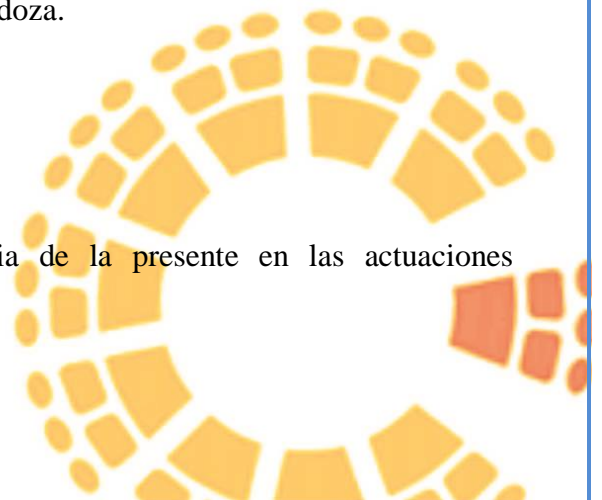 doza.
ia de la presente en las actuaciones